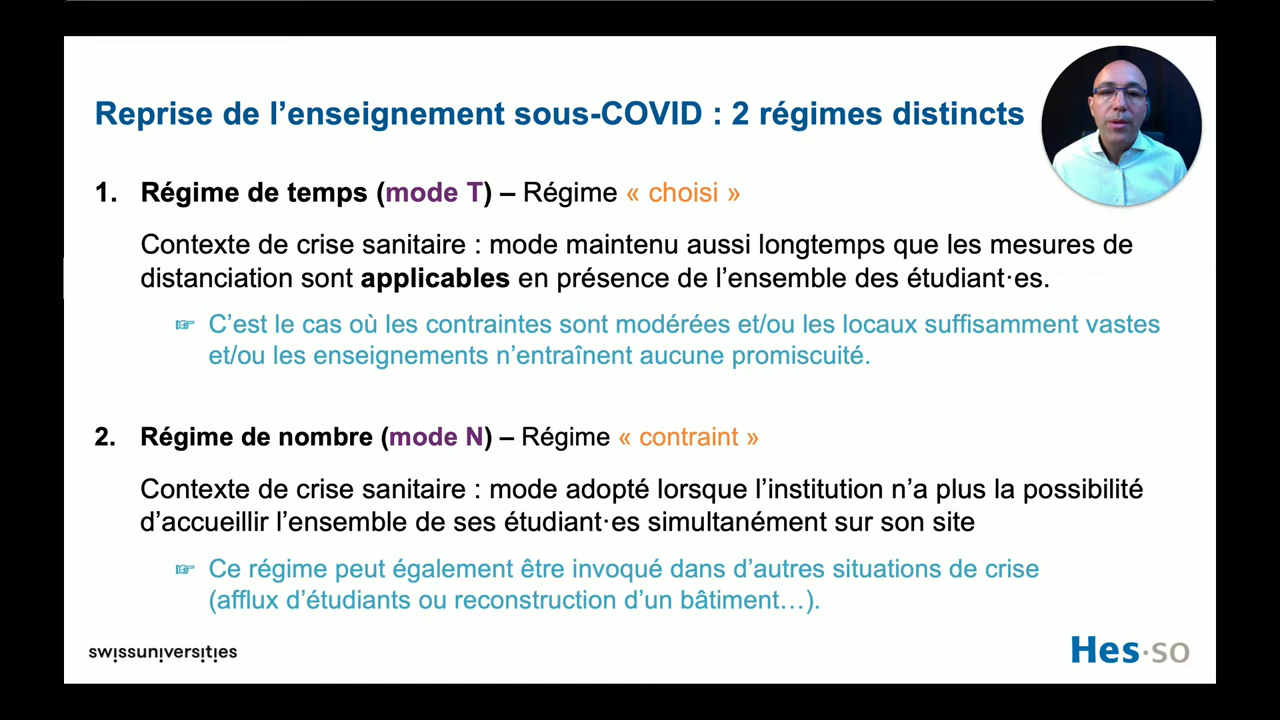 Reprise de l’enseignement sous-COVID : 2 régimes distincts
1. Régime de temps (mode T) – Régime « choisi »
Contexte de crise sanitaire : mode maintenu aussi longtemps que les mesures de
distanciation sont applicables en présence de l’ensemble des étudiant·es.
☞ C’est le cas où les contraintes sont modérées et/ou les locaux suffisamment vastes
et/ou les enseignements n’entraînent aucune promiscuité.
2. Régime de nombre (mode N) – Régime « contraint »
Contexte de crise sanitaire : mode adopté lorsque l’institution n’a plus la possibilité
d’accueillir l’ensemble de ses étudiant·es simultanément sur son site
☞ Ce régime peut également être invoqué dans d’autres situations de crise
(afflux d’étudiants ou reconstruction d’un bâtiment…).
swissuniversities
Hes·so